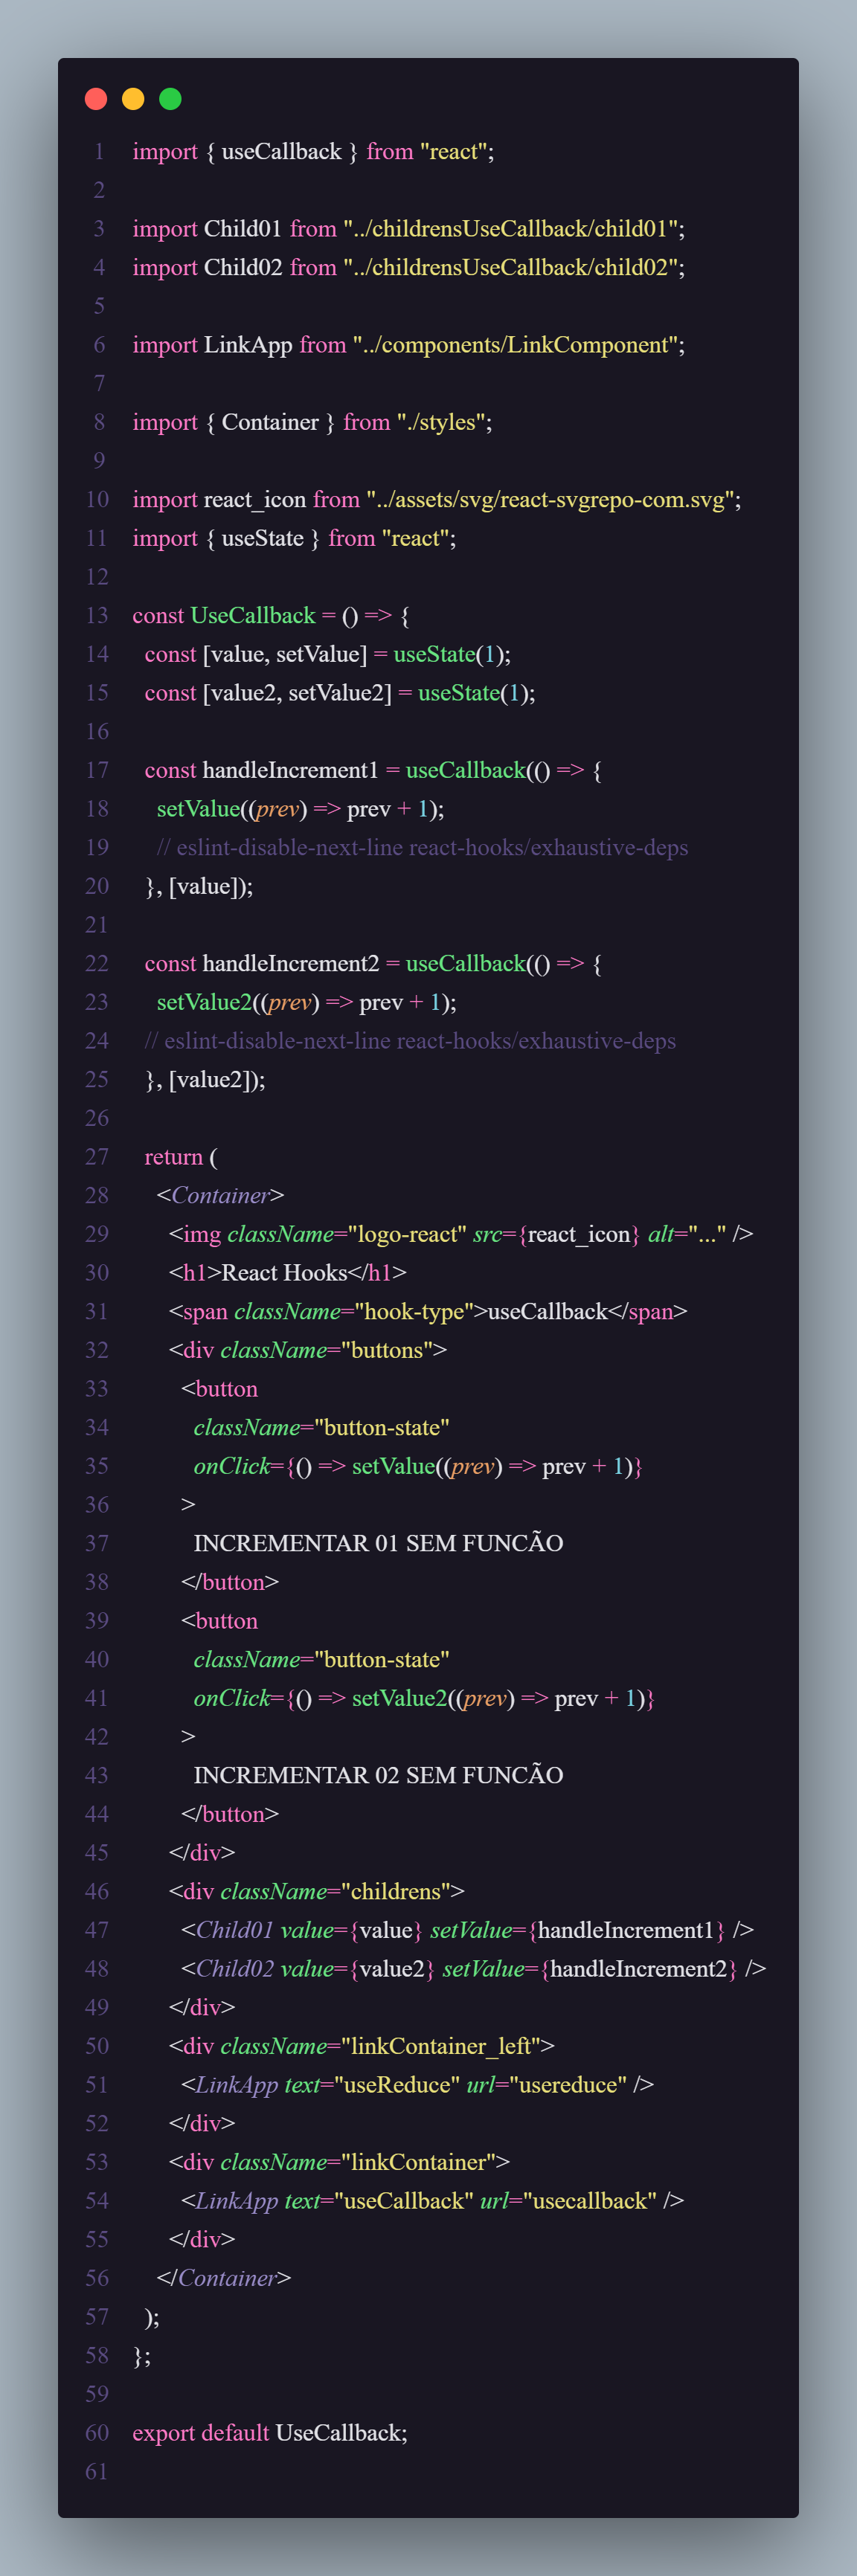 1 import { useCallback } from "react";
2
3 import Child01 from "../childrensUseCallback/child01";
4 import Child02 from "../childrensUseCallback/child02";
5
6 import LinkApp from "../components/LinkComponent";
7
8 import { Container } from "./styles";
9
10 import react_icon from "../assets/svg/react-svgrepo-com.svg";
11 import { useState } from "react";
12
13 const UseCallback = () => {
14   const [value, setValue] = useState(1);
15   const [value2, setValue2] = useState(1);
16
17   const handleIncrement1 = useCallback(() => {
18     setValue((prev) => prev + 1);
19     // eslint-disable-next-line react-hooks/exhaustive-deps
20   }, [value]);
21
22   const handleIncrement2 = useCallback(() => {
23     setValue2((prev) => prev + 1);
24   // eslint-disable-next-line react-hooks/exhaustive-deps
25   }, [value2]);
26
27   return (
28     <Container>
29       <img className="logo-react" src={react_icon} alt="..." />
30       <h1>React Hooks</h1>
31       <span className="hook-type">useCallback</span>
32       <div className="buttons">
33         <button
34           className="button-state"
35           onClick={() => setValue((prev) => prev + 1)}
36         >
37           INCREMENTAR 01 SEM FUNCÃO
38         </button>
39         <button
40           className="button-state"
41           onClick={() => setValue2((prev) => prev + 1)}
42         >
43           INCREMENTAR 02 SEM FUNCÃO
44         </button>
45       </div>
46       <div className="childrens">
47         <Child01 value={value} setValue={handleIncrement1} />
48         <Child02 value={value2} setValue={handleIncrement2} />
49       </div>
50       <div className="linkContainer_left">
51         <LinkApp text="useReduce" url="usereduce" />
52       </div>
53       <div className="linkContainer">
54         <LinkApp text="useCallback" url="usecallback" />
55       </div>
56     </Container>
57   );
58 };
59
60 export default UseCallback;
61